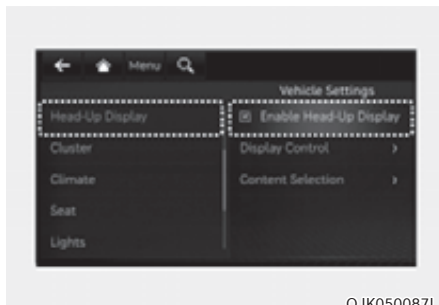 Menu
Vehicle Settings
Head-Up Display
Enable Head-Up Display
Cluster
Display Control
Climate
Content Selection
Seat
Lights
OJK050087L